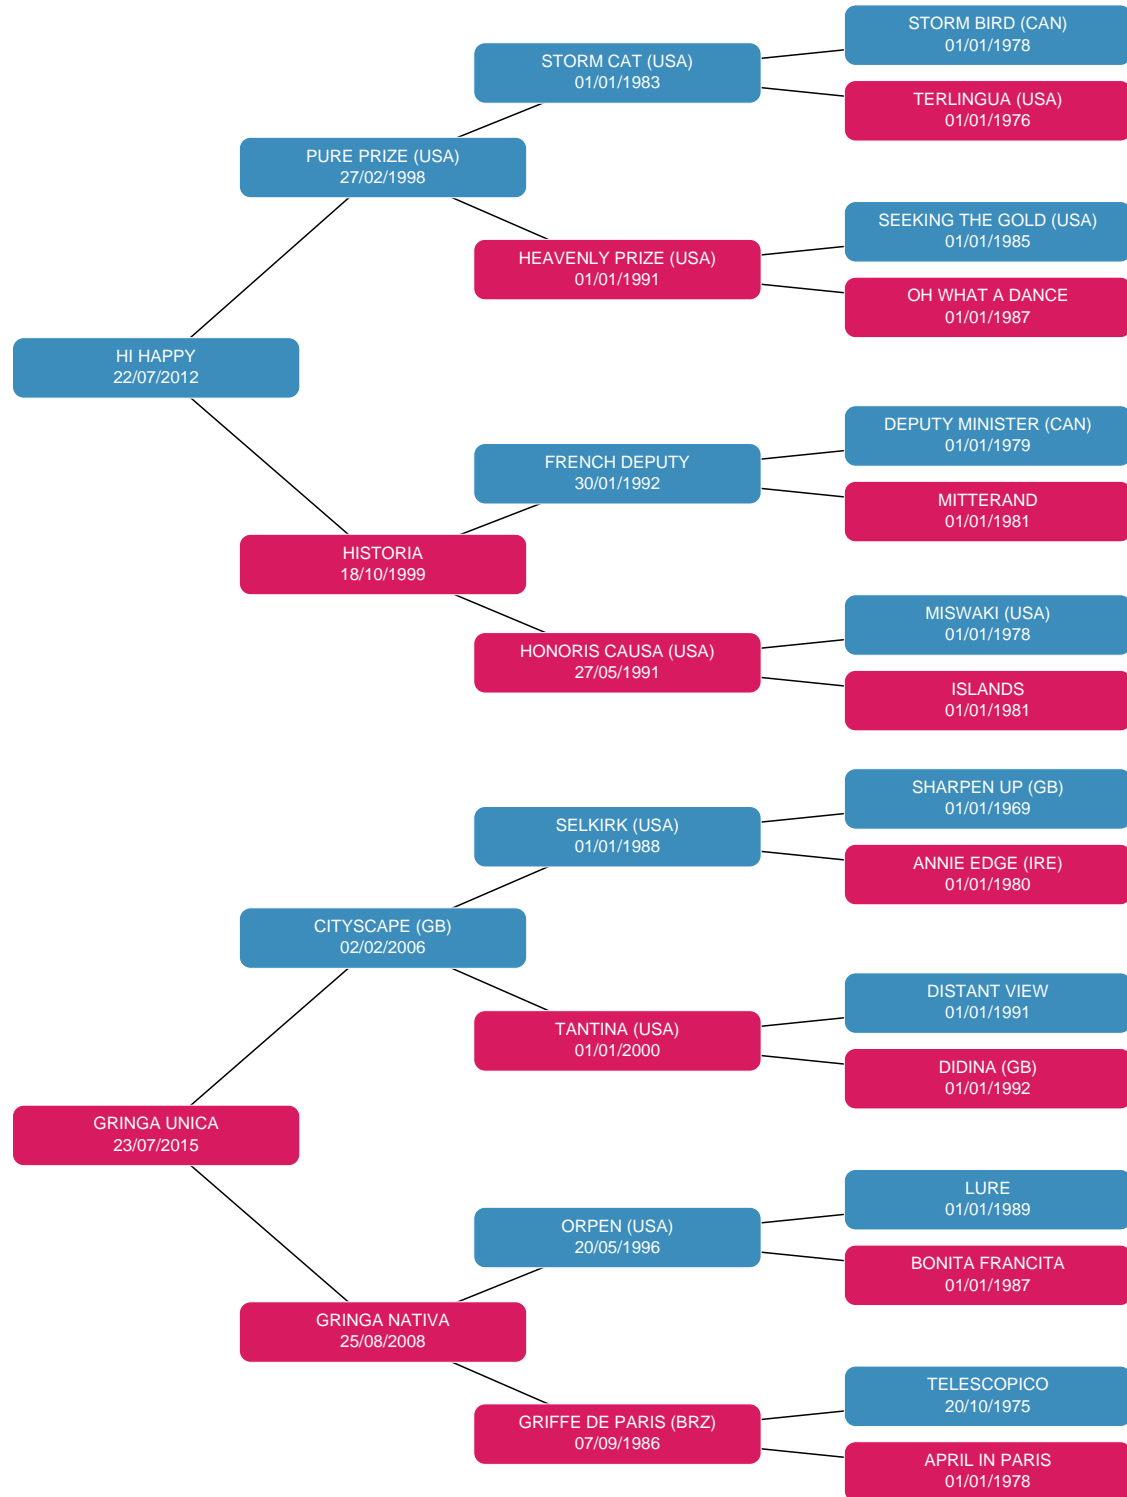 STORM BIRD (CAN)
01/01/1978
STORM CAT (USA)
01/01/1983
TERLINGUA (USA)
01/01/1976
PURE PRIZE (USA)
27/02/1998
SEEKING THE GOLD (USA)
01/01/1985
HEAVENLY PRIZE (USA)
01/01/1991
OH WHAT A DANCE
01/01/1987
HI HAPPY
22/07/2012
DEPUTY MINISTER (CAN)
01/01/1979
FRENCH DEPUTY
30/01/1992
MITTERAND
01/01/1981
HISTORIA
18/10/1999
MISWAKI (USA)
01/01/1978
HONORIS CAUSA (USA)
27/05/1991
ISLANDS
01/01/1981
SHARPEN UP (GB)
01/01/1969
SELKIRK (USA)
01/01/1988
ANNIE EDGE (IRE)
01/01/1980
CITYSCAPE (GB)
02/02/2006
DISTANT VIEW
01/01/1991
TANTINA (USA)
01/01/2000
DIDINA (GB)
01/01/1992
GRINGA UNICA
23/07/2015
LURE
01/01/1989
ORPEN (USA)
20/05/1996
BONITA FRANCITA
01/01/1987
GRINGA NATIVA
25/08/2008
TELESCOPICO
20/10/1975
GRIFFE DE PARIS (BRZ)
07/09/1986
APRIL IN PARIS
01/01/1978